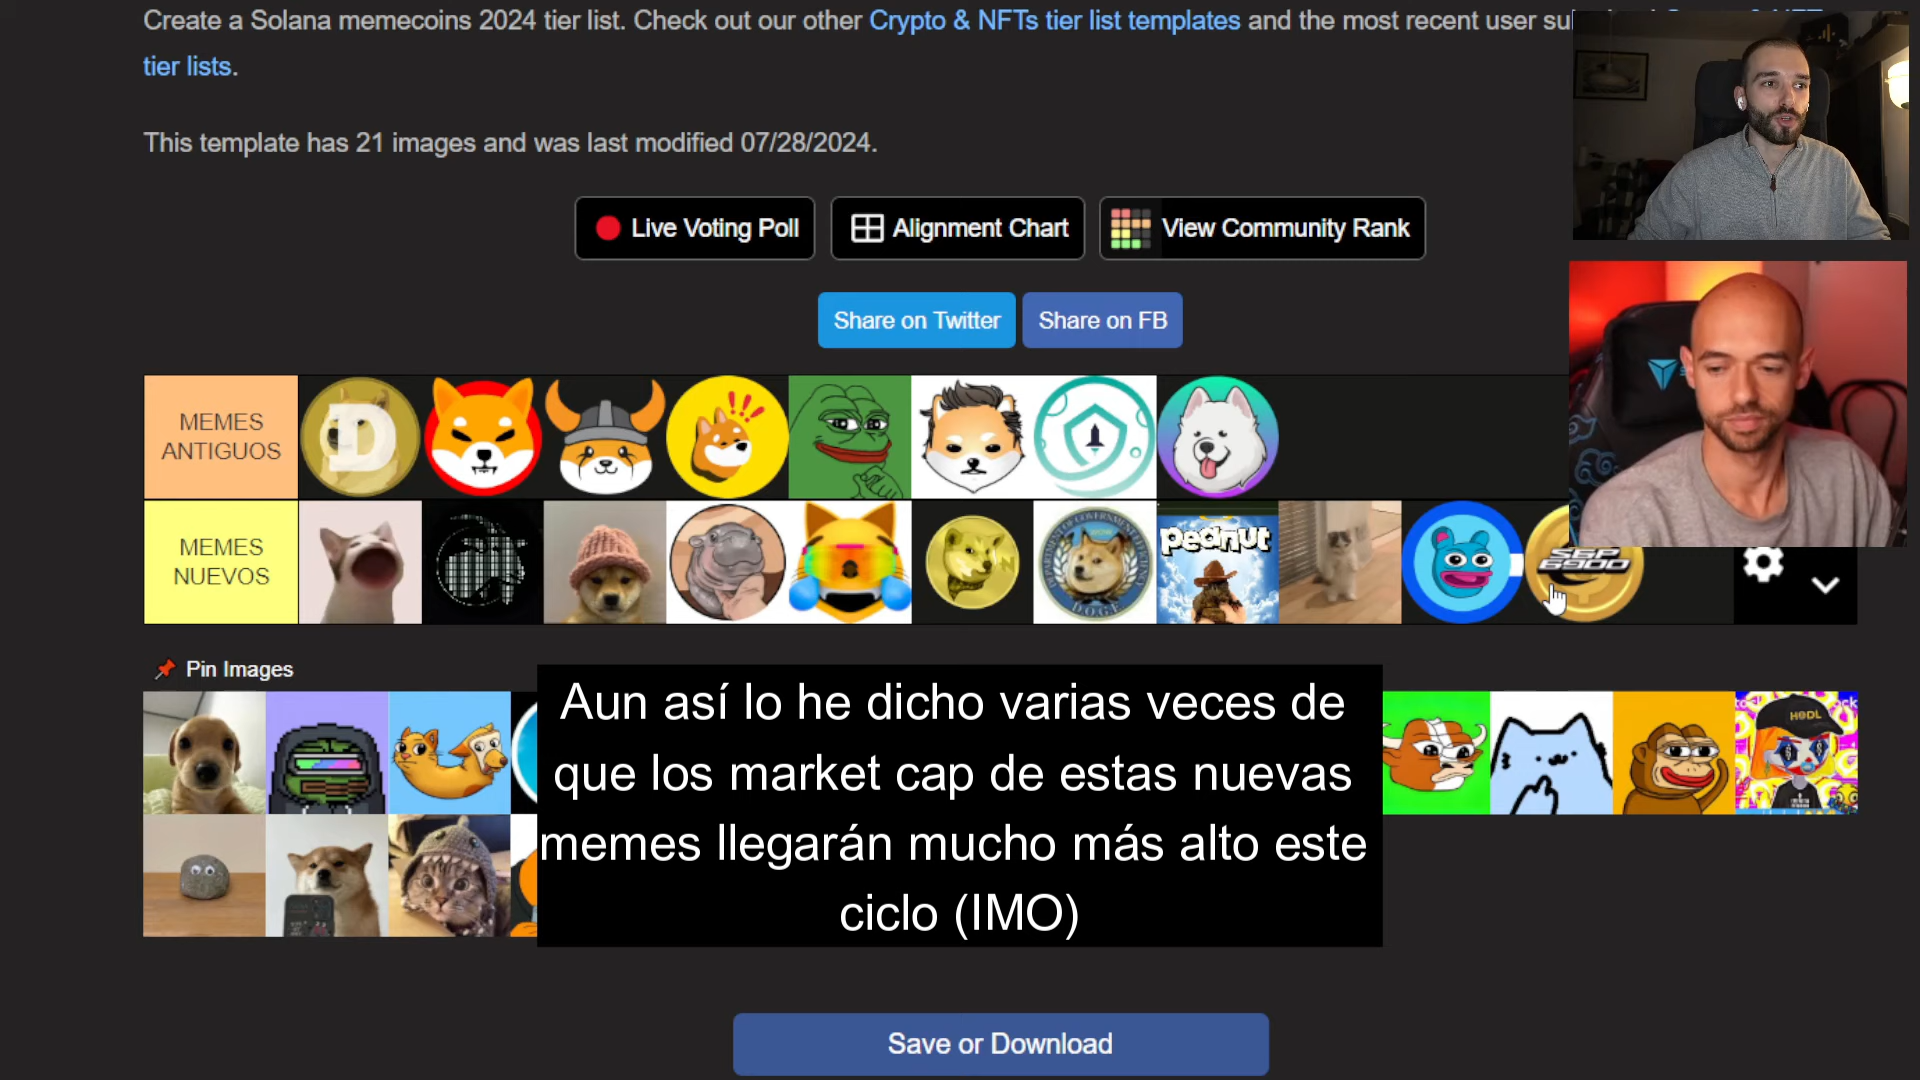 Create a Solana memecoins 2024 tier list. Check out our other Crypto & NFTs tier list templates and the most recent user su
tier lists.
This template has 21 images and was last modified 07/28/2024.
Live Voting Poll
Alignment Chart
View Community Rank
Share on Twitter
Share on FB
MEMES
ANTIGUOS
D
MEMES
NUEVOS
N
DEPARTMENT OF GOVERNMENT
D.O.G.E
peanut
S&P
6900
Pin Images
HODL
Aun así lo he dicho varias veces de
que los market cap de estas nuevas
memes llegarán mucho más alto este
ciclo (IMO)
Save or Download